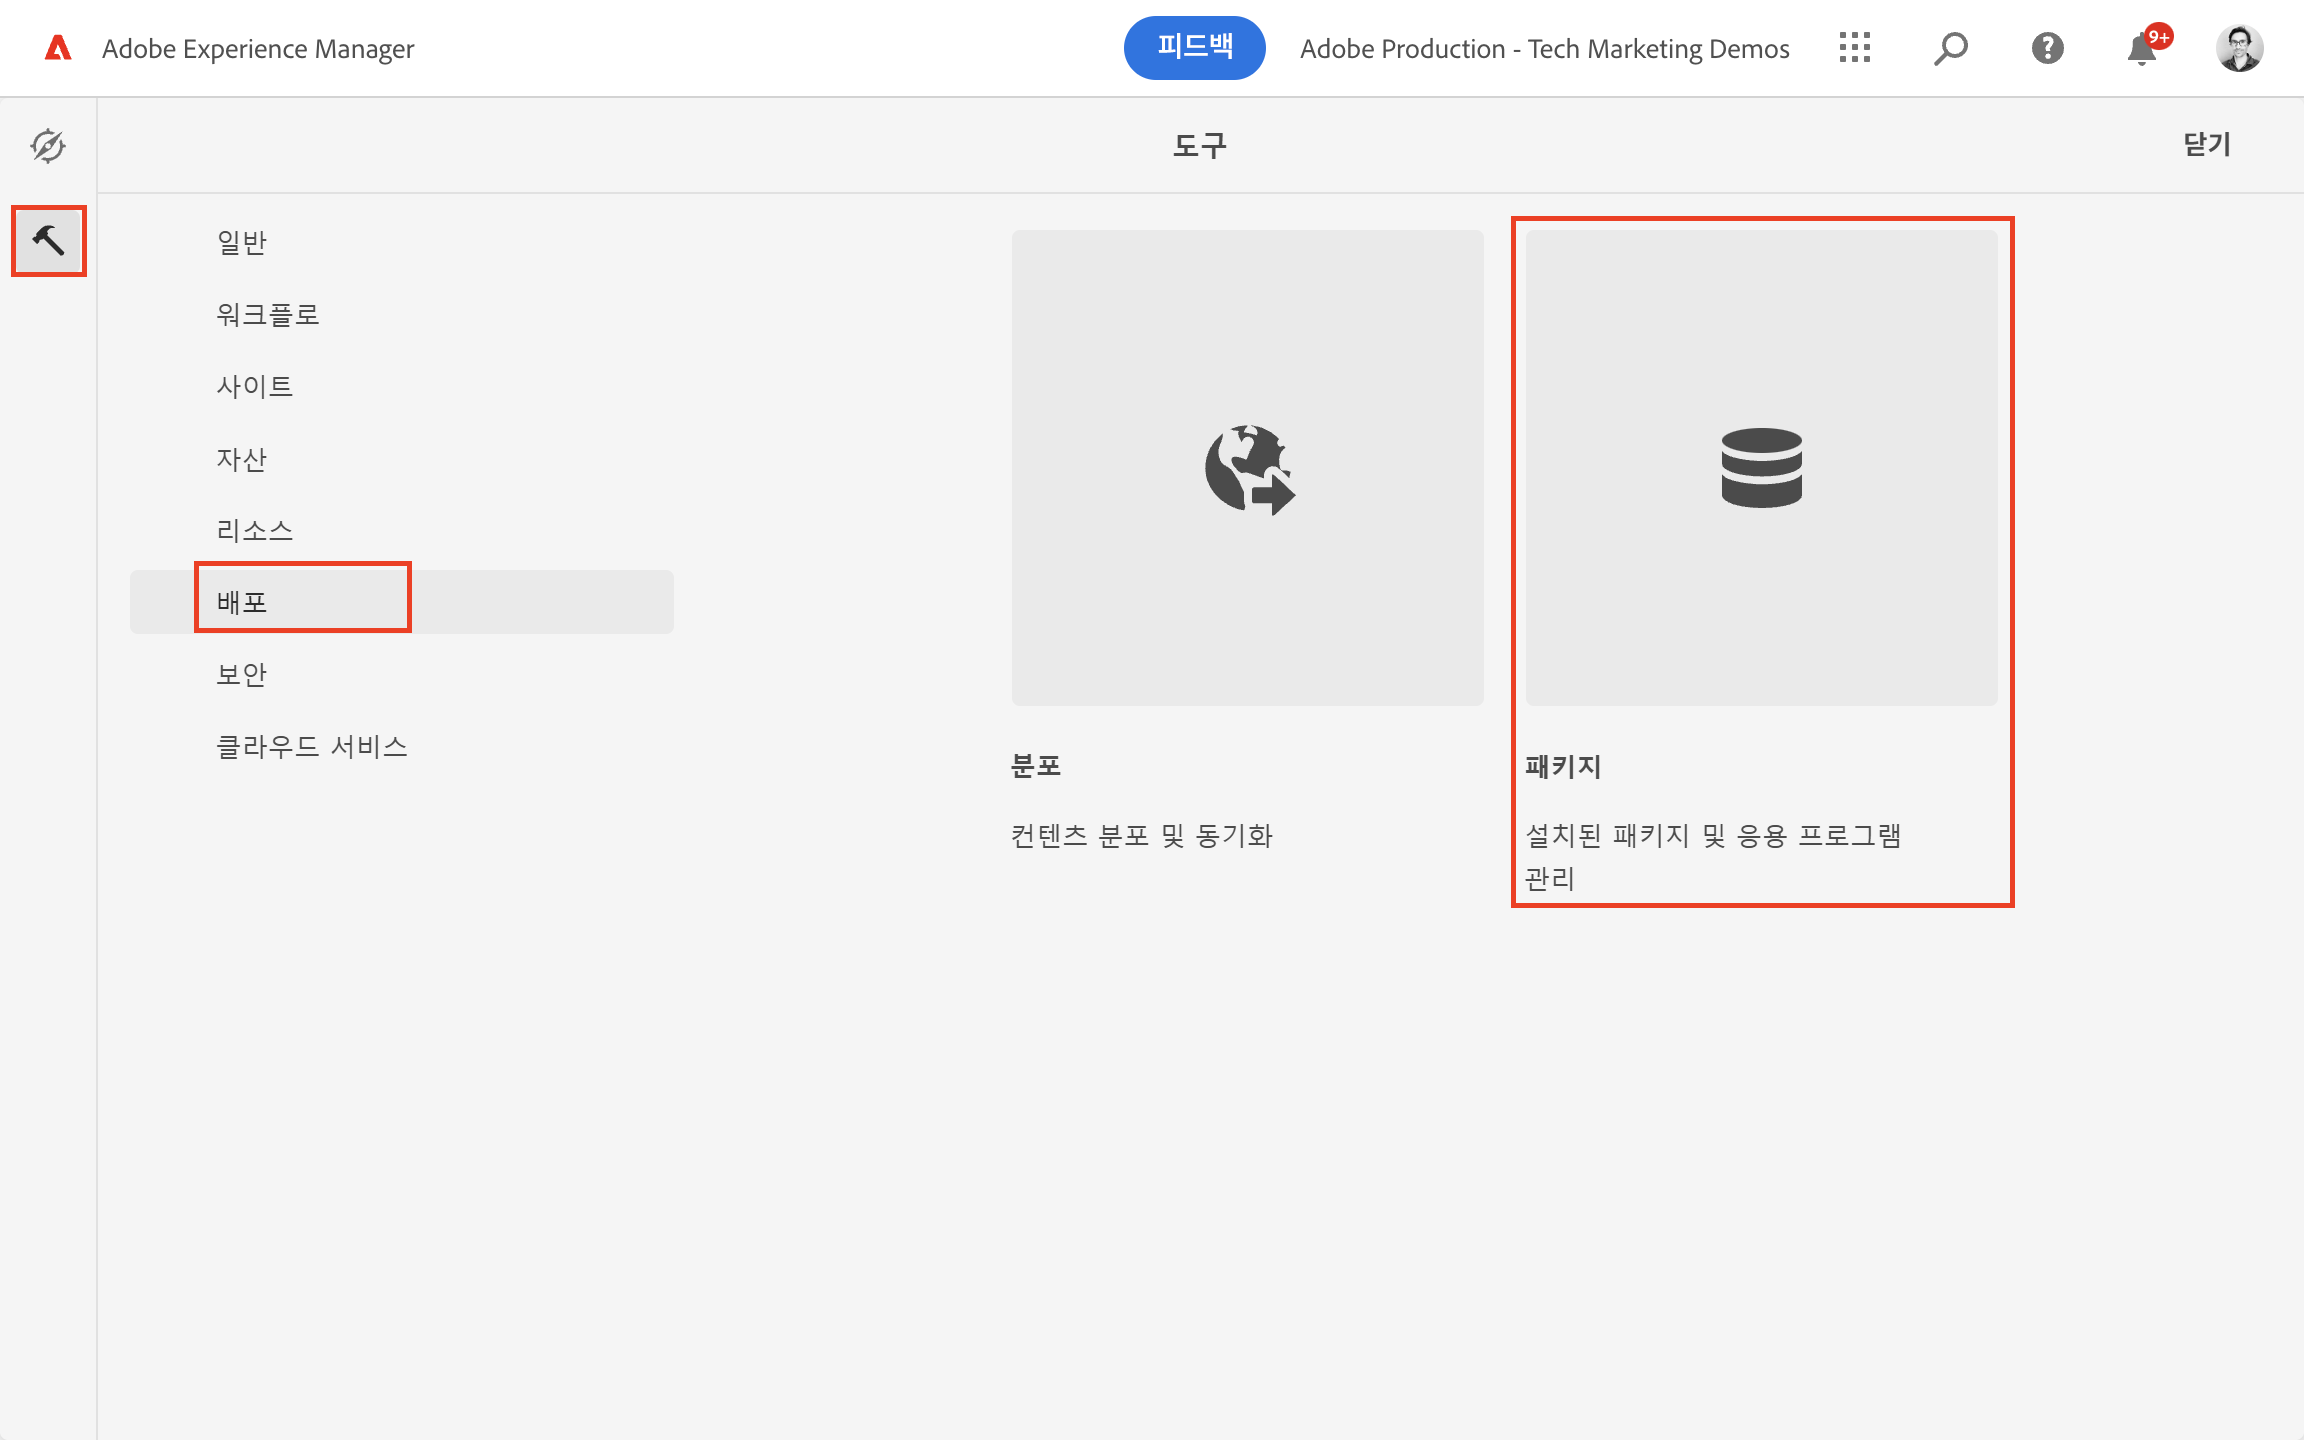 Adobe Experience Manager
피드백
Adobe Production - Tech Marketing Demos
9+
도구
닫기
일반
워크플로
사이트
자산
리소스
배포
보안
클라우드 서비스
분포
컨텐츠 분포 및 동기화
패키지
설치된 패키지 및 응용 프로그램
관리